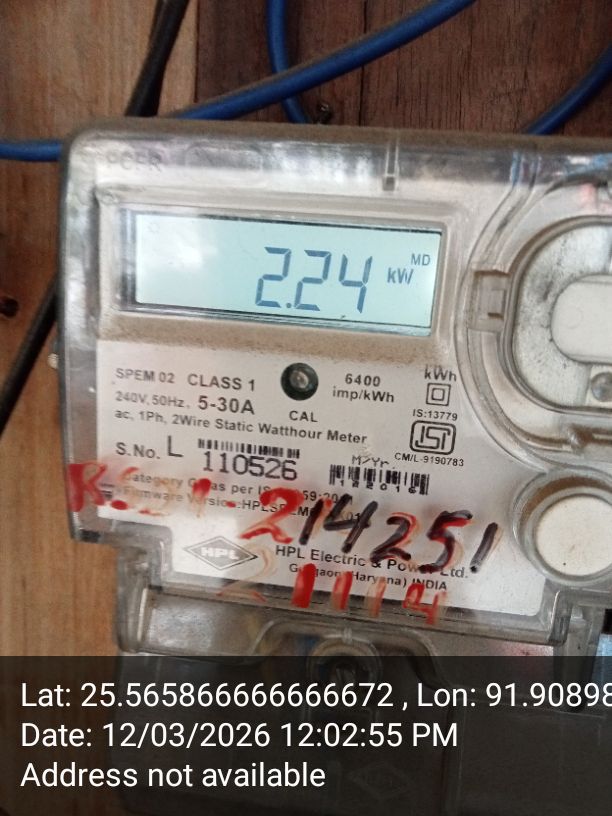 2.24 kW MD
SPEM 02 CLASS 1
240V, 50Hz, 5-30A
ac, 1Ph, 2Wire Static Watthour Meter
CAL
6400
imp/kWh
kWh
IS:13779
CM/L-9190783
S.No. L 110526
214251
HPL
HPL Electric & Power Ltd.
Gurgaon (Haryana) INDIA
Lat: 25.565866666666672 , Lon: 91.90898
Date: 12/03/2026 12:02:55 PM
Address not available